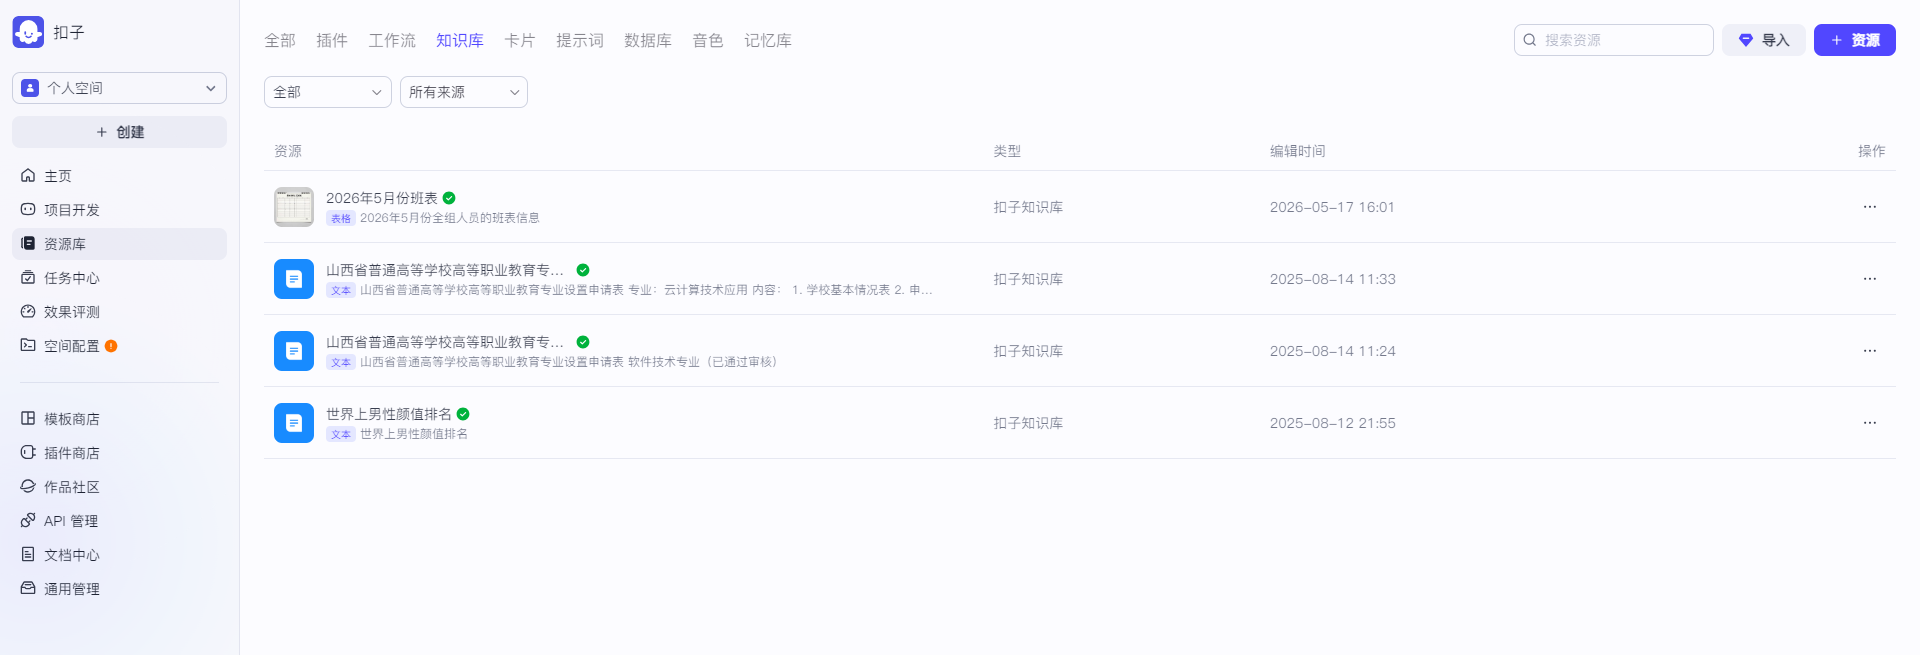 扣子
个人空间
+ 创建
主页
项目开发
资源库
任务中心
效果评测
空间配置
模板商店
插件商店
作品社区
API 管理
文档中心
通用管理
全部 插件 工作流 知识库 卡片 提示词 数据库 音色 记忆库
搜索资源 导入 + 资源
全部 所有来源
资源 类型 编辑时间 操作
2026年5月份班表
表格 2026年5月份全组人员的班表信息
扣子知识库 2026-05-17 16:01 ...
山西省普通高等学校高等职业教育专...
文本 山西省普通高等学校高等职业教育专业设置申请表 专业：云计算技术应用 内容： 1. 学校基本情况表 2. 申...
扣子知识库 2025-08-14 11:33 ...
山西省普通高等学校高等职业教育专...
文本 山西省普通高等学校高等职业教育专业设置申请表 软件技术专业（已通过审核）
扣子知识库 2025-08-14 11:24 ...
世界上男性颜值排名
文本 世界上男性颜值排名
扣子知识库 2025-08-12 21:55 ...